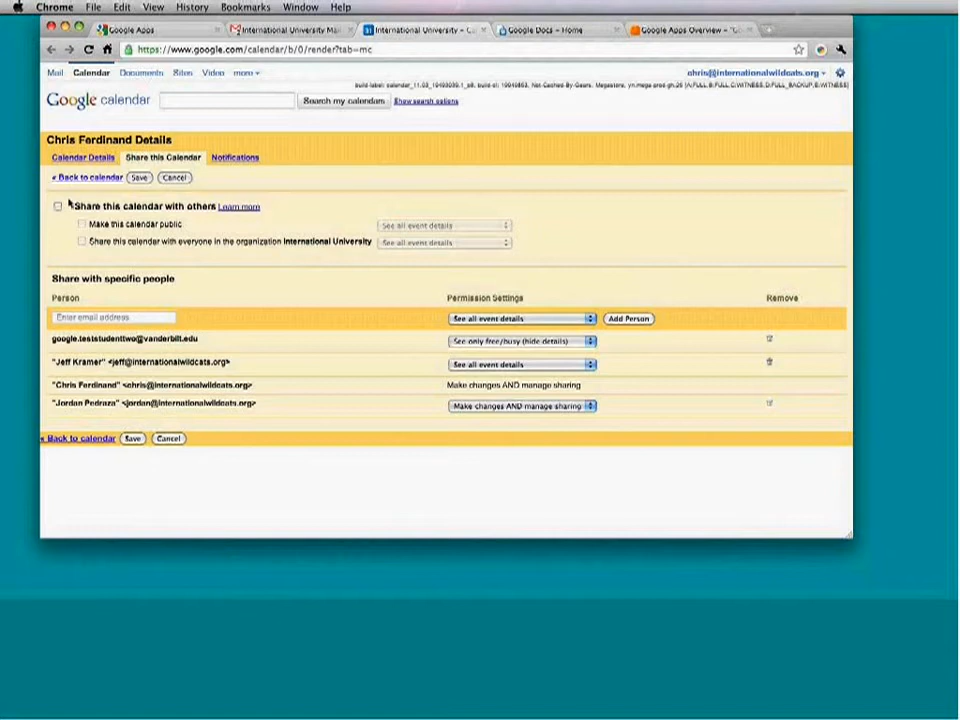 Chrome File Edit View History Bookmarks Window Help
Google Apps
International University Mai
International University – Ca
Google Docs – Home
Google Apps Overview –
https://www.google.com/calendar/b/0/render?tab=mc
Mail Calendar Documents Sites Video more
chris@internationalwildcats.org
Google calendar
Search my calendars
Show search options
Chris Ferdinand Details
Calendar Details Share this Calendar Notifications
« Back to calendar Save Cancel
Share this calendar with others Learn more
Make this calendar public See all event details
Share this calendar with everyone in the organization International University See all event details
Share with specific people
Person Permission Settings Remove
Enter email address See all event details Add Person
google.teststudenttwo@vanderbilt.edu See only free/busy (hide details)
"Jeff Kramer" <jeff@internationalwildcats.org> See all event details
"Chris Ferdinand" <chris@internationalwildcats.org> Make changes AND manage sharing
"Jordan Pedraza" <jordan@internationalwildcats.org> Make changes AND manage sharing
« Back to calendar Save Cancel